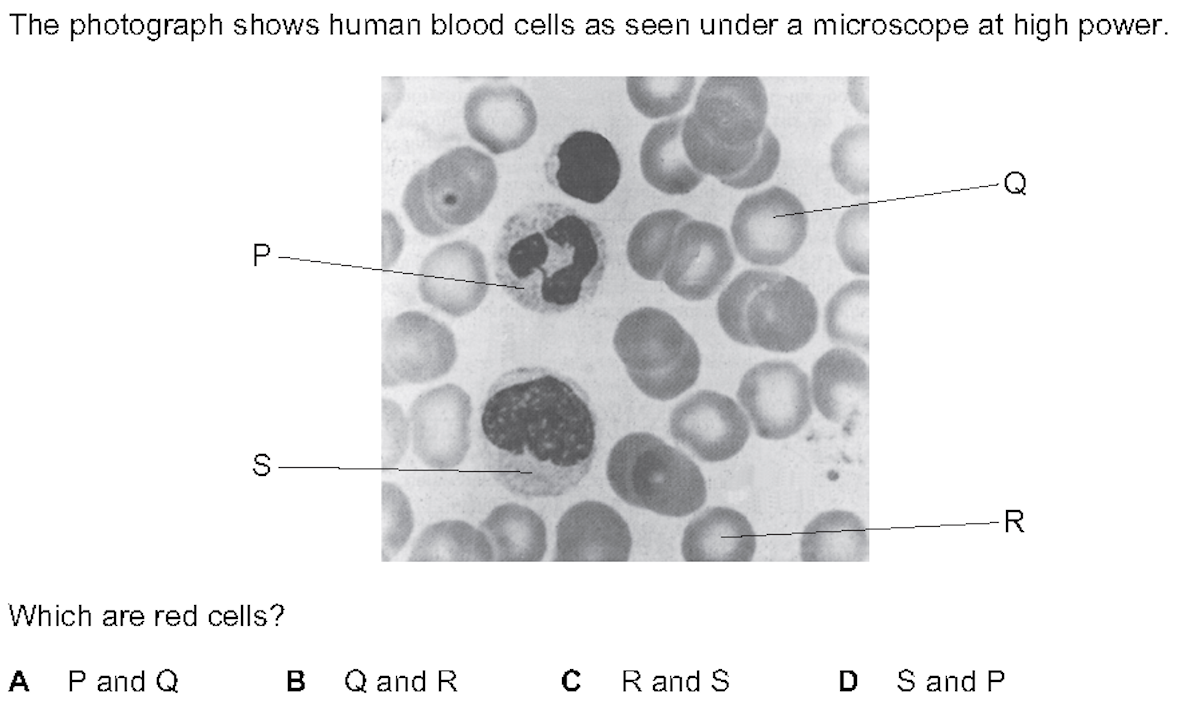 The photograph shows human blood cells as seen under a microscope at high power.
Q
P
S
R
Which are red cells?
A P and Q B Q and R C R and S D S and P